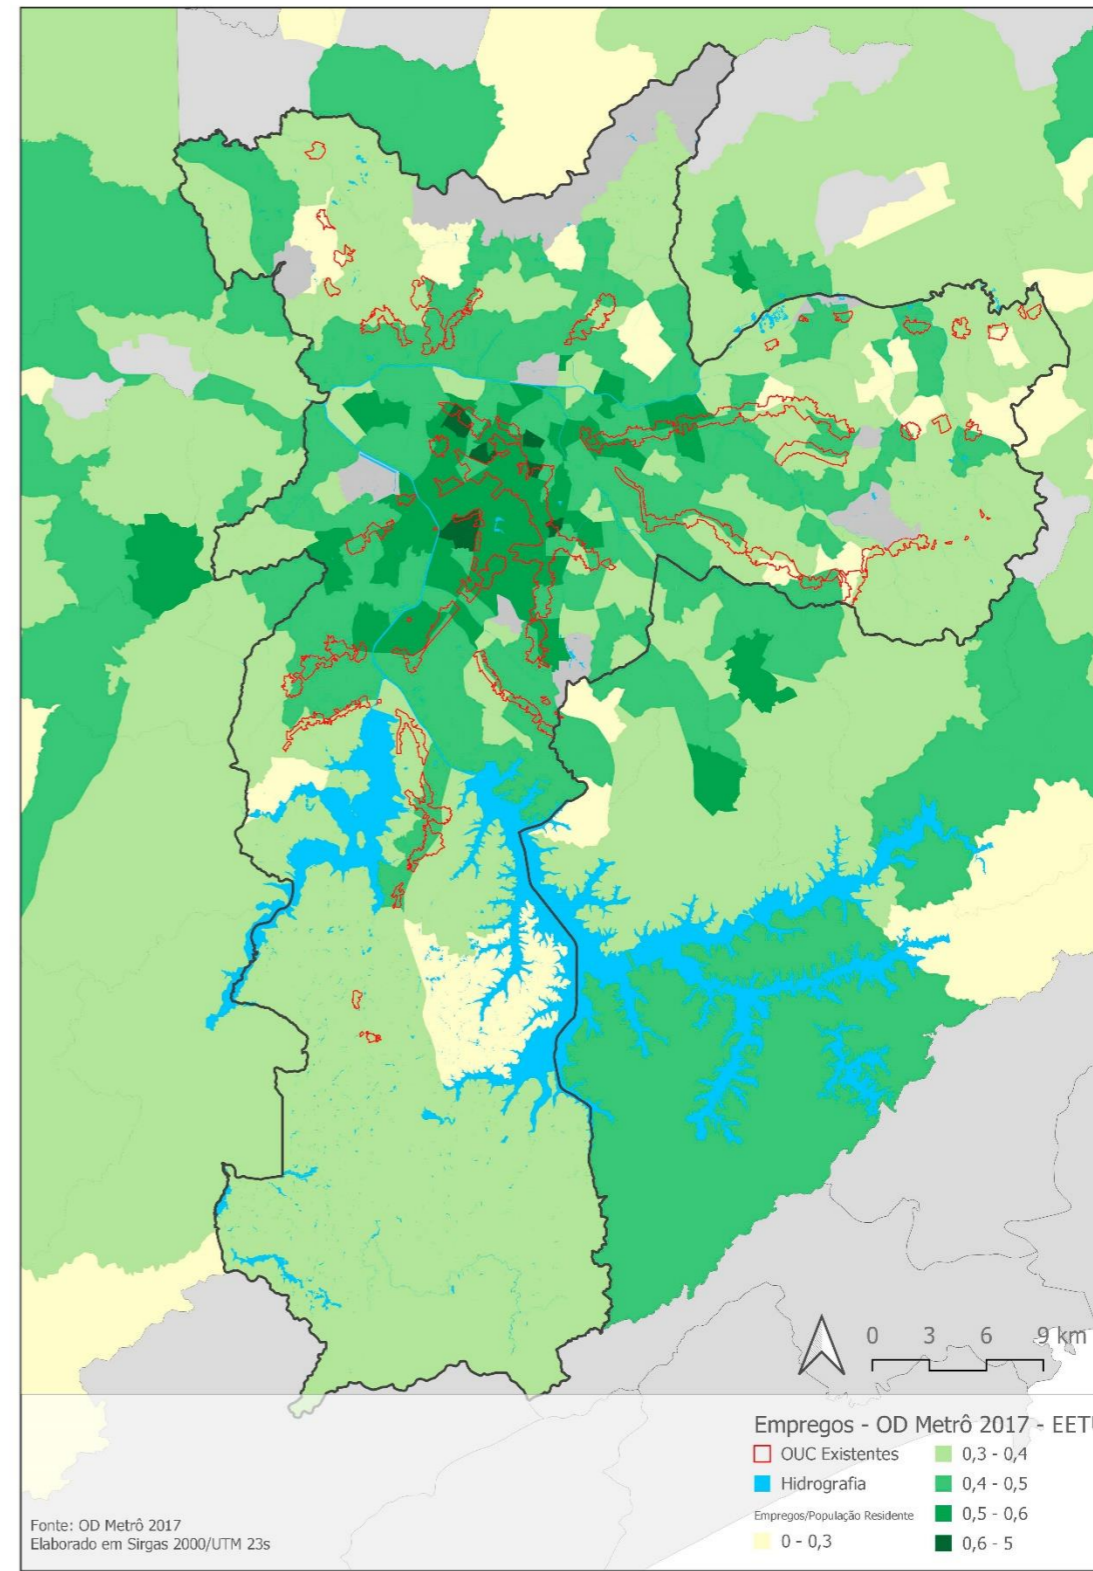 0 3 6 9 km
Empregos - OD Metrô 2017 - EETU
OUC Existentes
Hidrografia
Empregos/População Residente
0 - 0,3
0,3 - 0,4
0,4 - 0,5
0,5 - 0,6
0,6 - 5
Fonte: OD Metrô 2017
Elaborado em Sirgas 2000/UTM 23s